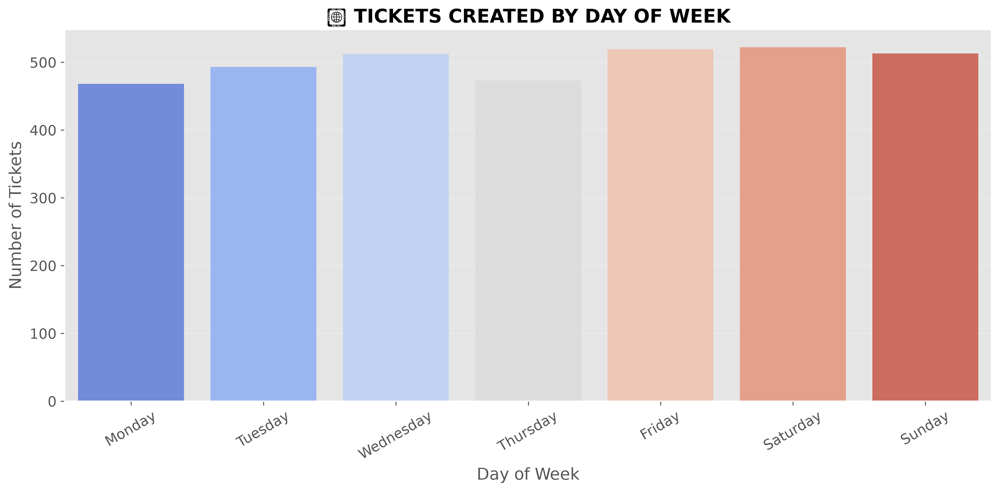 TICKETS CREATED BY DAY OF WEEK
Number of Tickets
500
400
300
200
100
0
Monday
Tuesday
Wednesday
Thursday
Friday
Saturday
Sunday
Day of Week